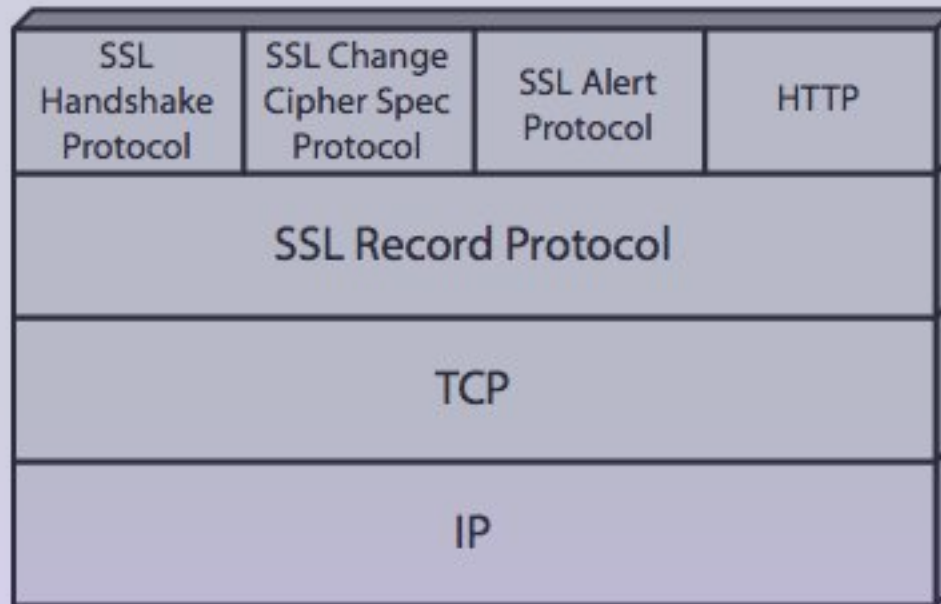 SSL
Handshake
Protocol
SSL Change
Cipher Spec
Protocol
SSL Alert
Protocol
HTTP
SSL Record Protocol
TCP
IP